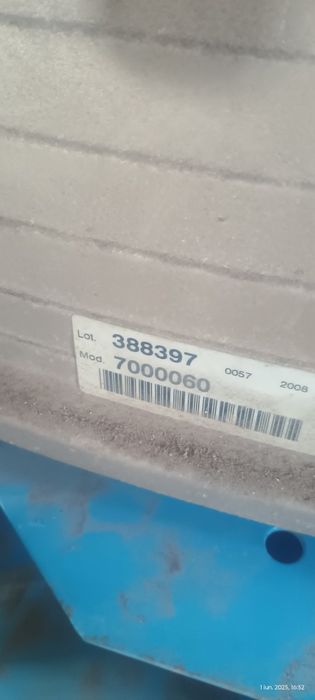 Lot. 388397 0057 2008
Mod. 7000060
1 Iun. 2025, 16:52